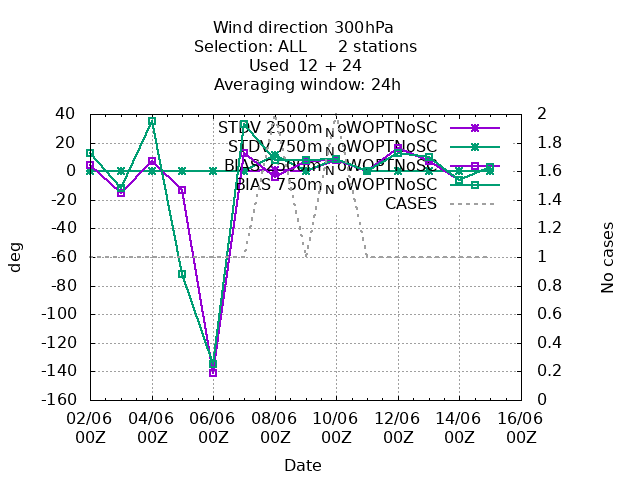 Wind direction 300hPa
Selection: ALL 2 stations
Used 12 + 24
Averaging window: 24h
STDV 2500m N oWOPTNoSC
STDV 750m N oWOPTNoSC
BIAS 2500m N oWOPTNoSC
BIAS 750m N oWOPTNoSC
CASES
40
20
0
-20
-40
-60
-80
-100
-120
-140
-160
deg
2
1.8
1.6
1.4
1.2
1
0.8
0.6
0.4
0.2
0
No cases
02/06 04/06 06/06 08/06 10/06 12/06 14/06 16/06
00Z 00Z 00Z 00Z 00Z 00Z 00Z 00Z
Date